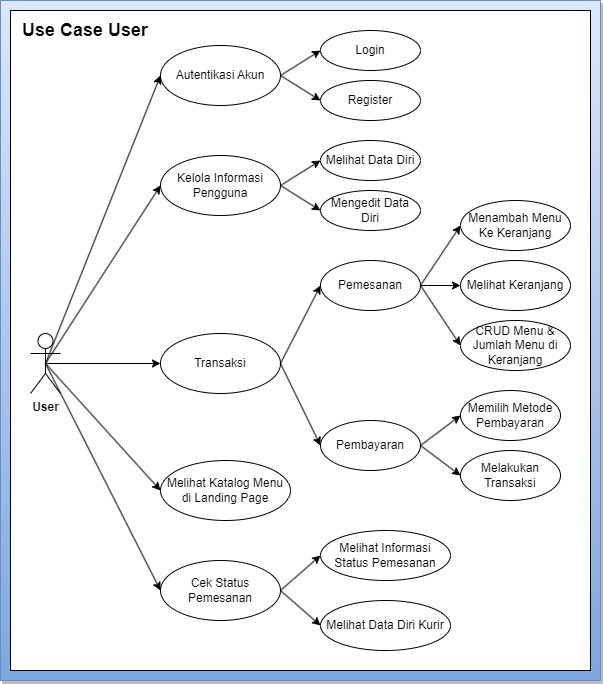 Use Case User
Autentikasi Akun
Login
Register
Kelola Informasi
Pengguna
Melihat Data Diri
Mengedit Data
Diri
User
Transaksi
Pemesanan
Menambah Menu
Ke Keranjang
Melihat Keranjang
CRUD Menu &
Jumlah Menu di
Keranjang
Pembayaran
Memilih Metode
Pembayaran
Melakukan
Transaksi
Melihat Katalog Menu
di Landing Page
Cek Status
Pemesanan
Melihat Informasi
Status Pemesanan
Melihat Data Diri Kurir